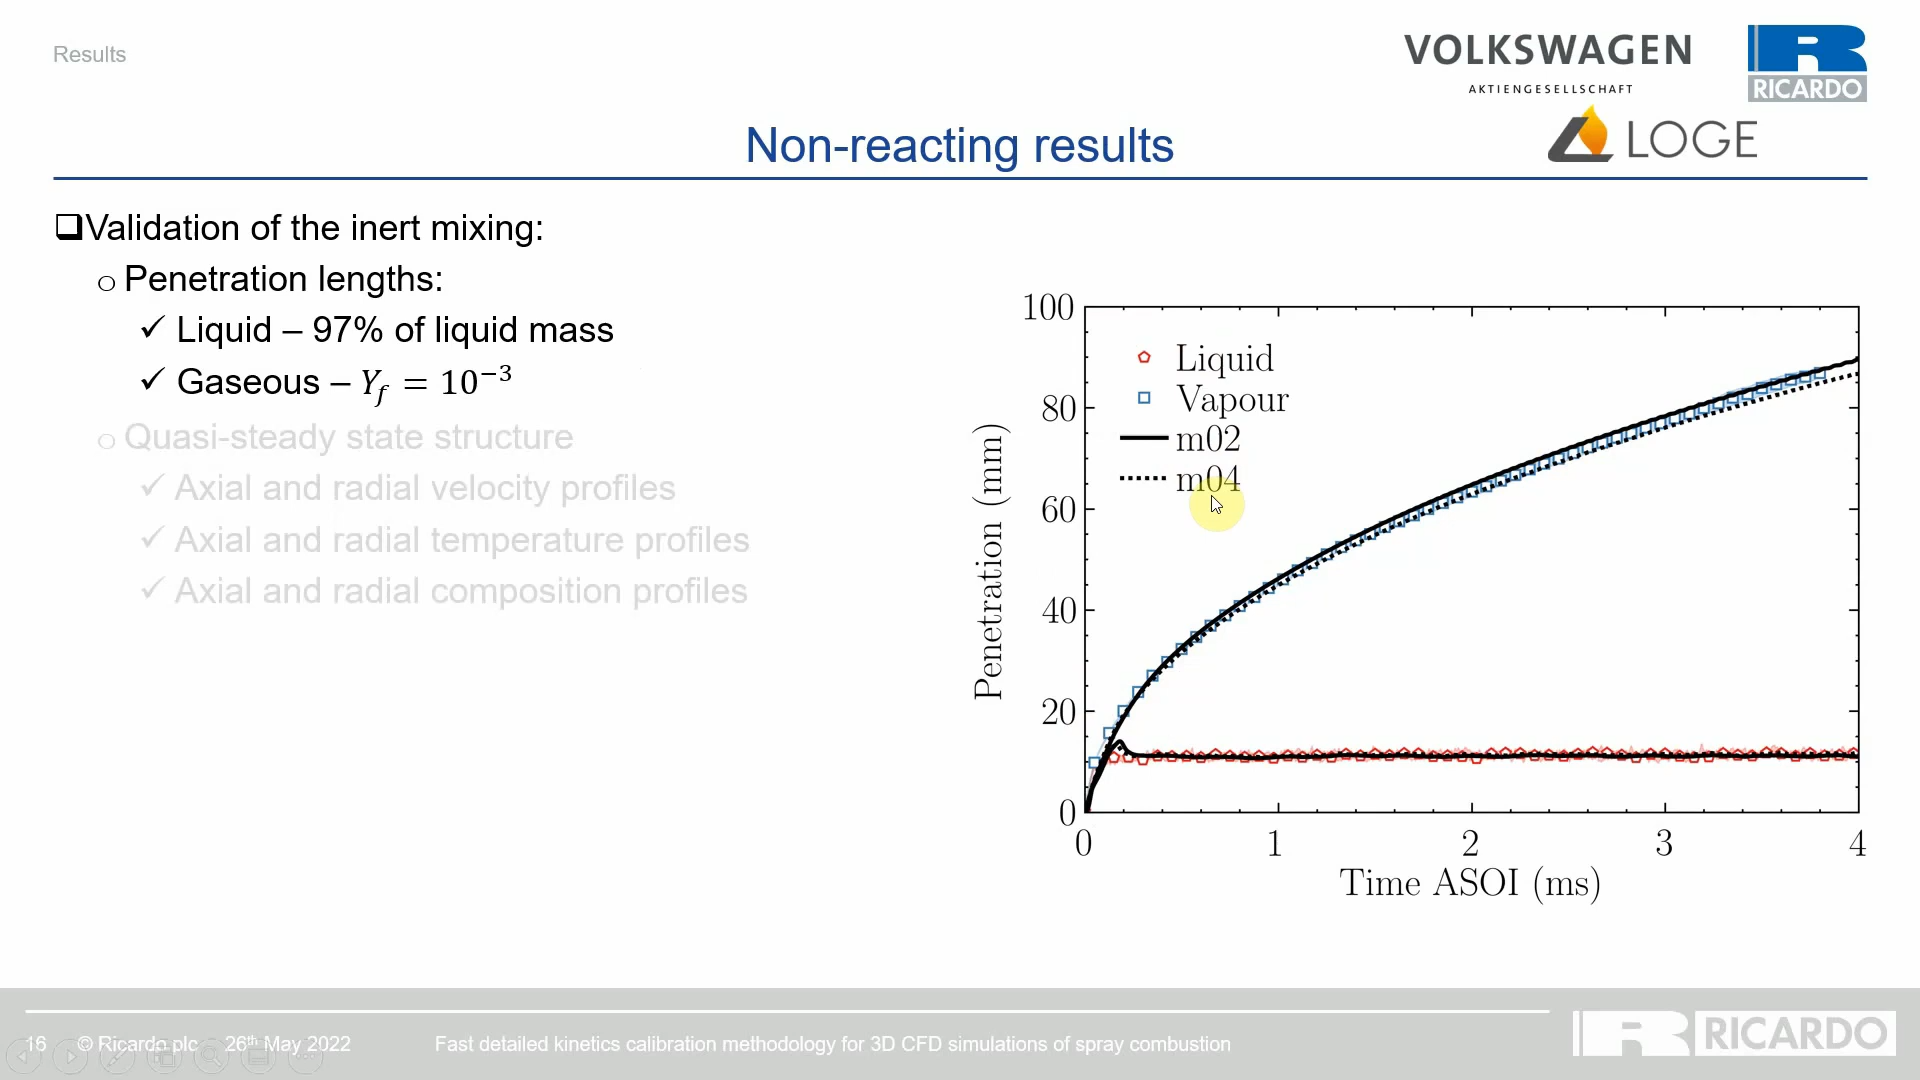 Results
VOLKSWAGEN
AKTIENGESELLSCHAFT
RICARDO
LOGE
Non-reacting results
❑Validation of the inert mixing:
o Penetration lengths:
✓ Liquid – 97% of liquid mass
✓ Gaseous – Y_f = 10⁻³
o Quasi-steady state structure
✓ Axial and radial velocity profiles
✓ Axial and radial temperature profiles
✓ Axial and radial composition profiles
100
80
60
40
20
0
Penetration (mm)
Liquid
Vapour
m02
m04
0 1 2 3 4
Time ASOI (ms)
16 © Ricardo plc 26th May 2022 Fast detailed kinetics calibration methodology for 3D CFD simulations of spray combustion
RICARDO